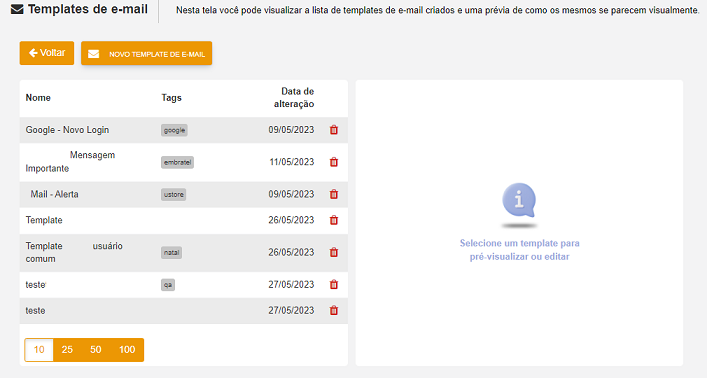 Templates de e-mail
Nesta tela você pode visualizar a lista de templates de e-mail criados e uma prévia de como os mesmos se parecem visualmente.
Voltar
NOVO TEMPLATE DE E-MAIL
Nome Tags Data de
alteração
Google - Novo Login google 09/05/2023
Mensagem
Importante embratel 11/05/2023
Mail - Alerta ustore 09/05/2023
Template 26/05/2023
Template usuário
comum natal 26/05/2023
teste qa 27/05/2023
teste 27/05/2023
10 25 50 100
Selecione um template para
pré-visualizar ou editar